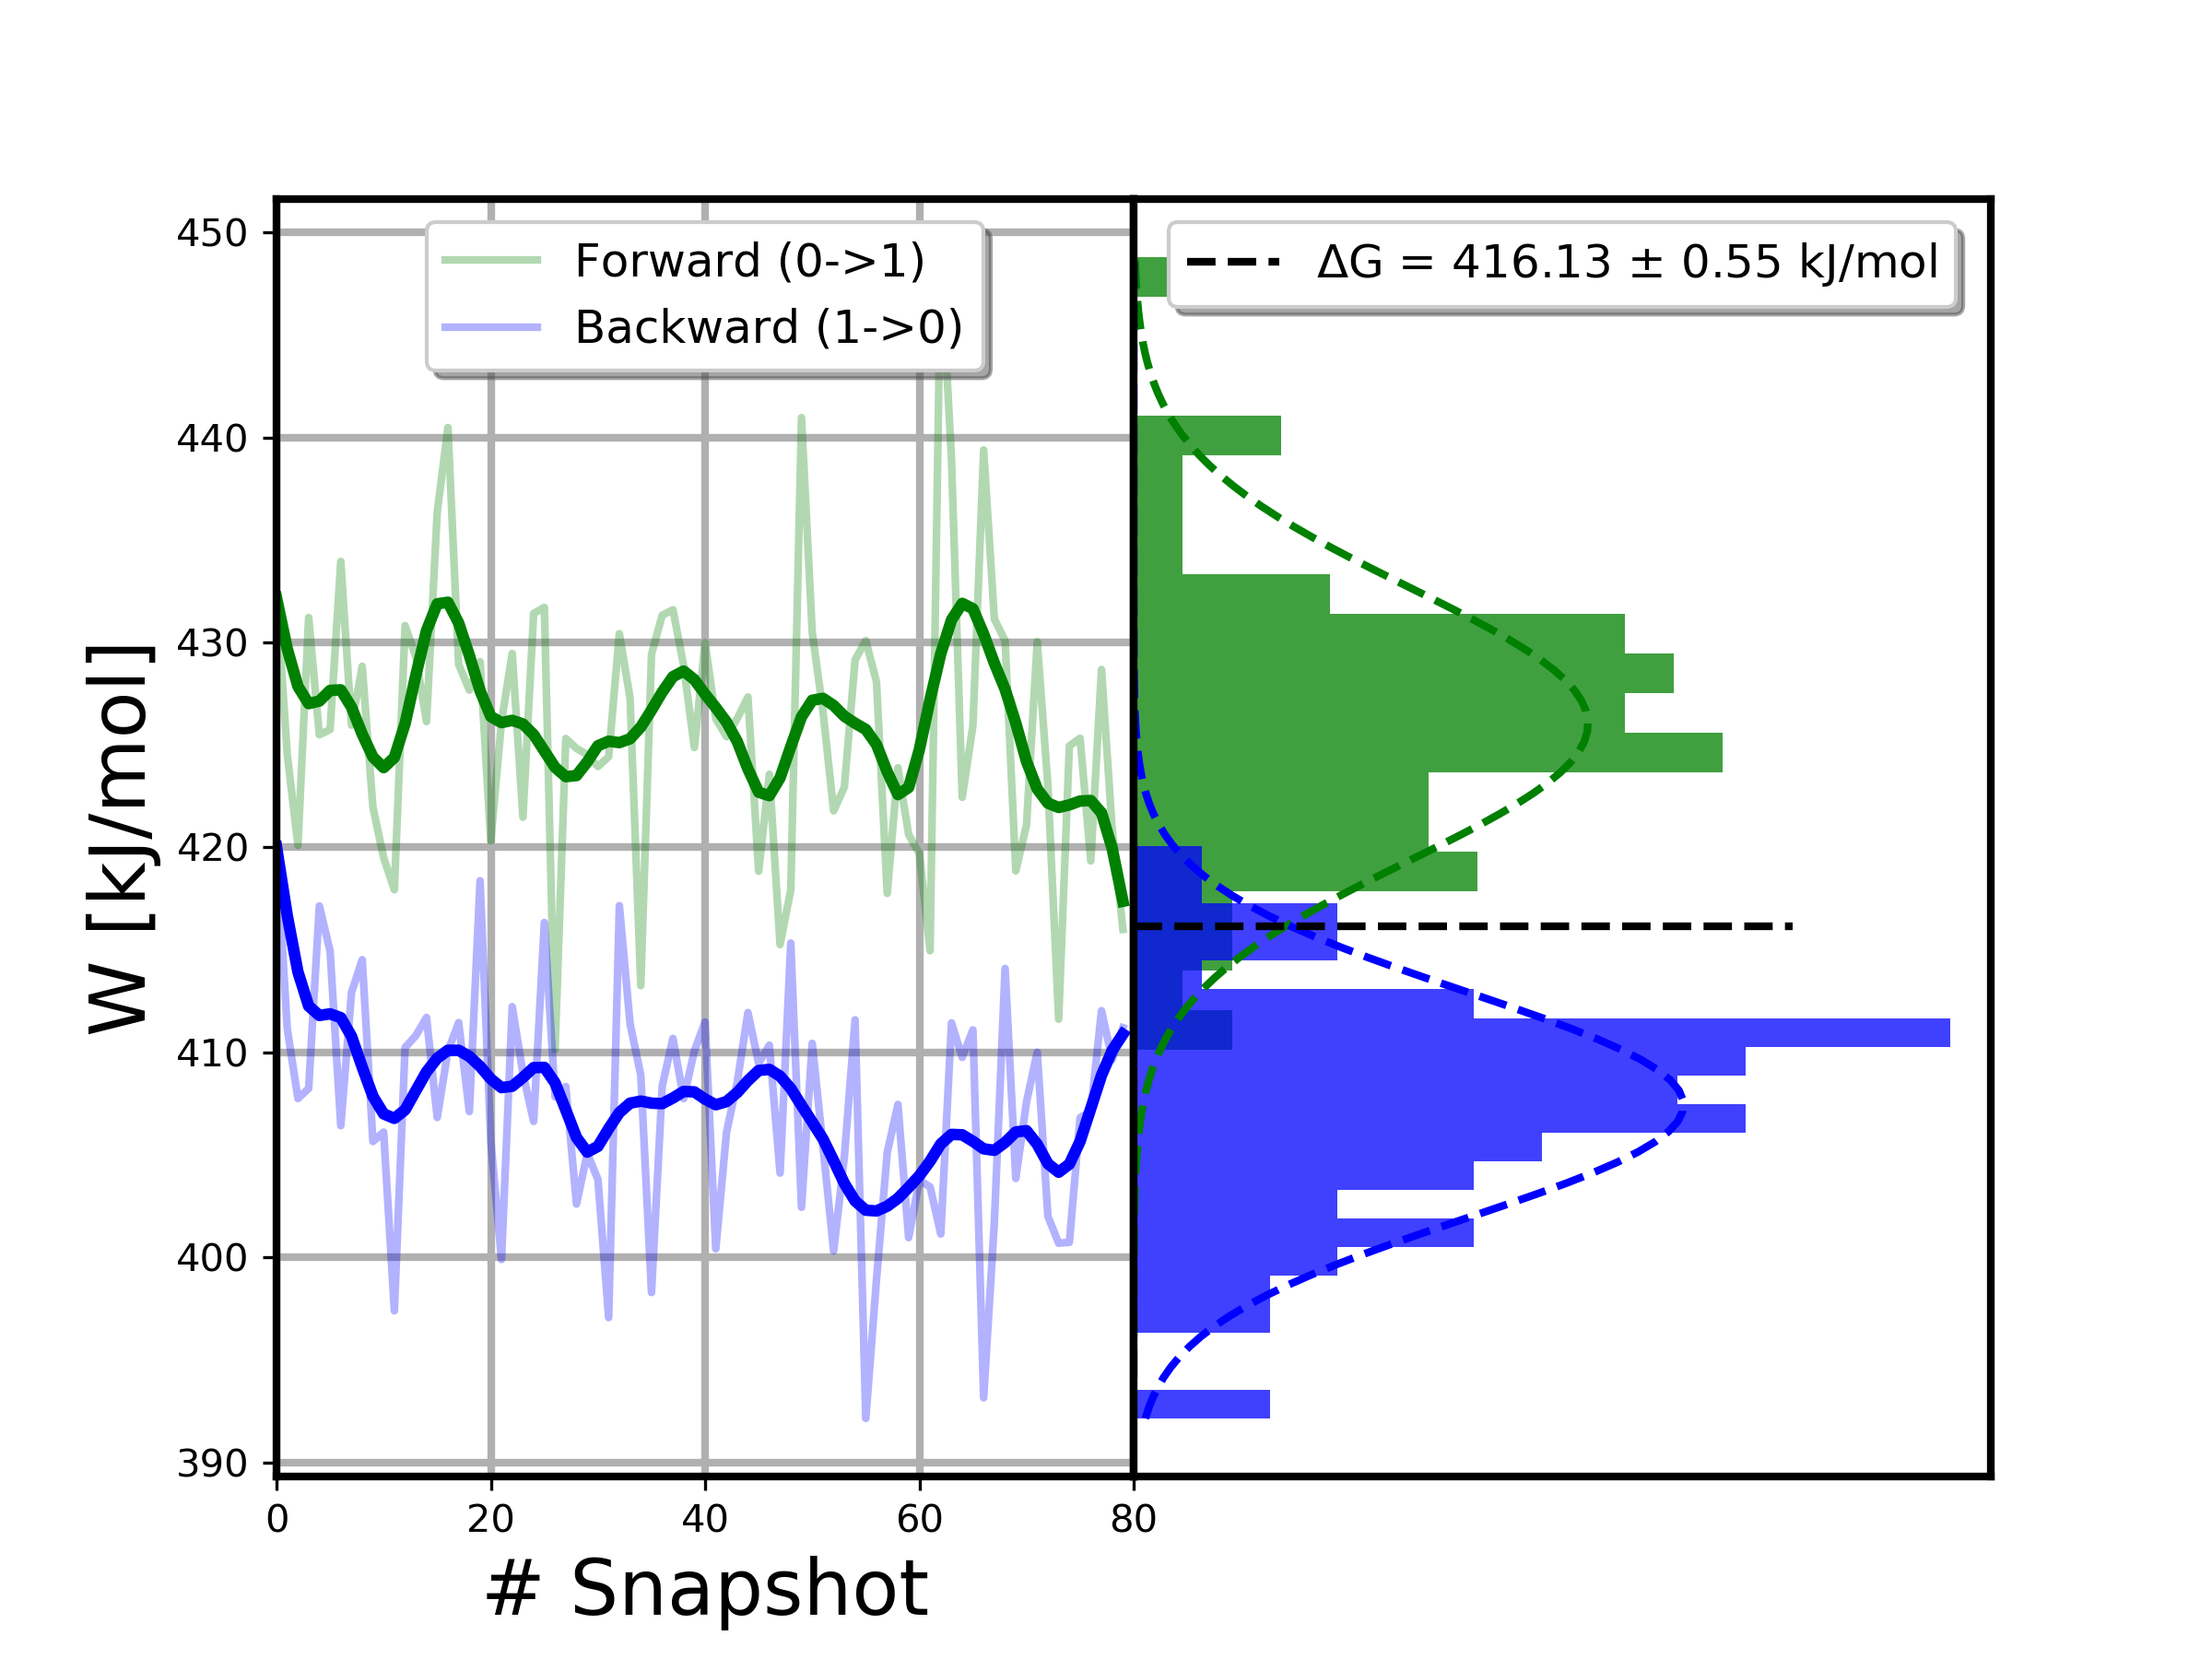 Forward (0->1)
Backward (1->0)
ΔG = 416.13 ± 0.55 kJ/mol
W [kJ/mol]
450
440
430
420
410
400
390
0 20 40 60 80
# Snapshot